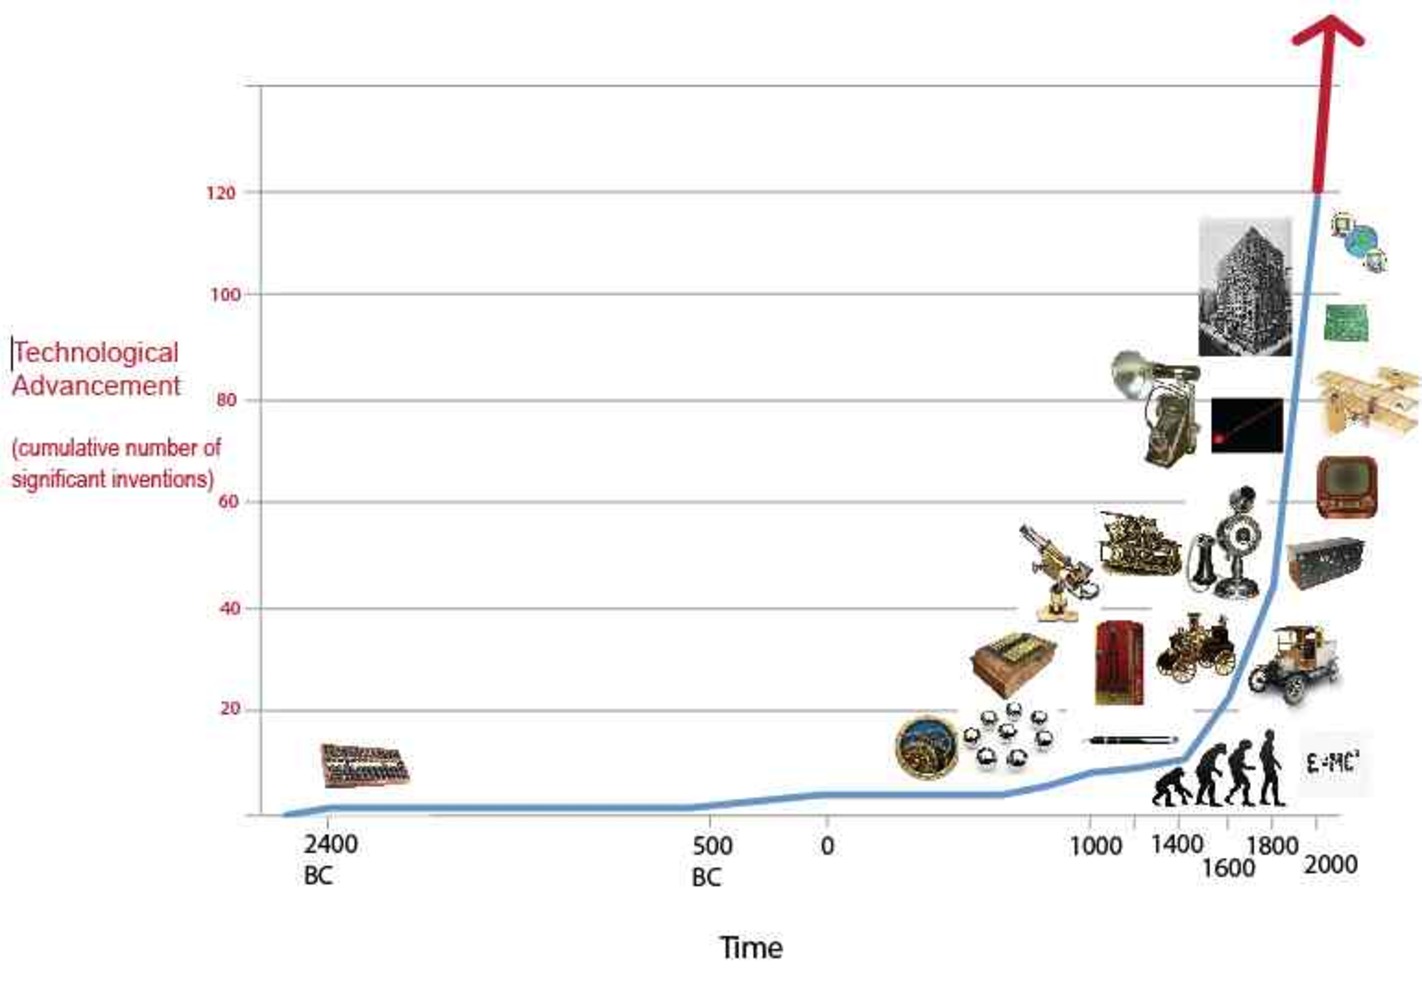 120
100
Technological
Advancement
80
(cumulative number of
significant inventions)
60
40
20
E=MC²
2400
BC
500
BC
0
1000
1400
1600
1800
2000
Time